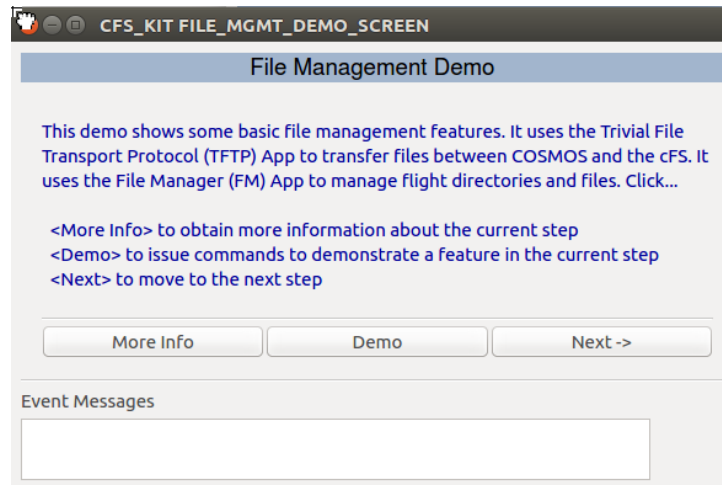 CFS_KIT FILE_MGMT_DEMO_SCREEN
File Management Demo
This demo shows some basic file management features. It uses the Trivial File
Transport Protocol (TFTP) App to transfer files between COSMOS and the cFS. It
uses the File Manager (FM) App to manage flight directories and files. Click...
<More Info> to obtain more information about the current step
<Demo> to issue commands to demonstrate a feature in the current step
<Next> to move to the next step
More Info Demo Next ->
Event Messages